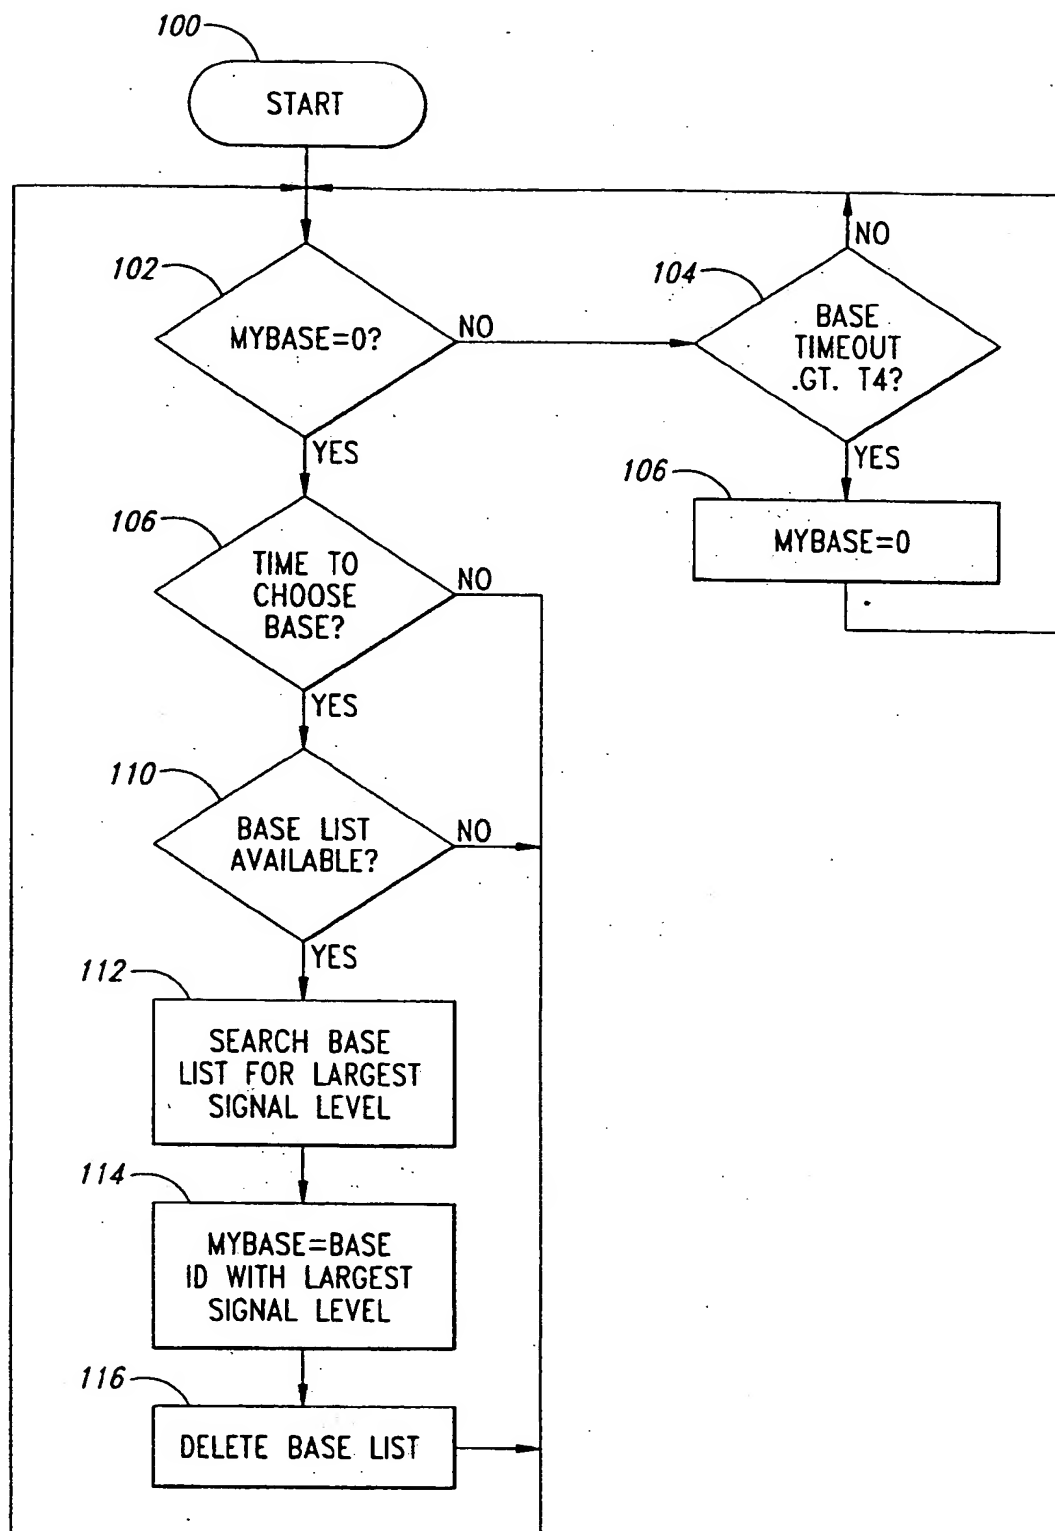 100
START
102
MYBASE=0?
NO
YES
104
BASE
TIMEOUT
.GT. T4?
NO
YES
106
MYBASE=0
106
TIME TO
CHOOSE
BASE?
NO
YES
110
BASE LIST
AVAILABLE?
NO
YES
112
SEARCH BASE
LIST FOR LARGEST
SIGNAL LEVEL
114
MYBASE=BASE
ID WITH LARGEST
SIGNAL LEVEL
116
DELETE BASE LIST